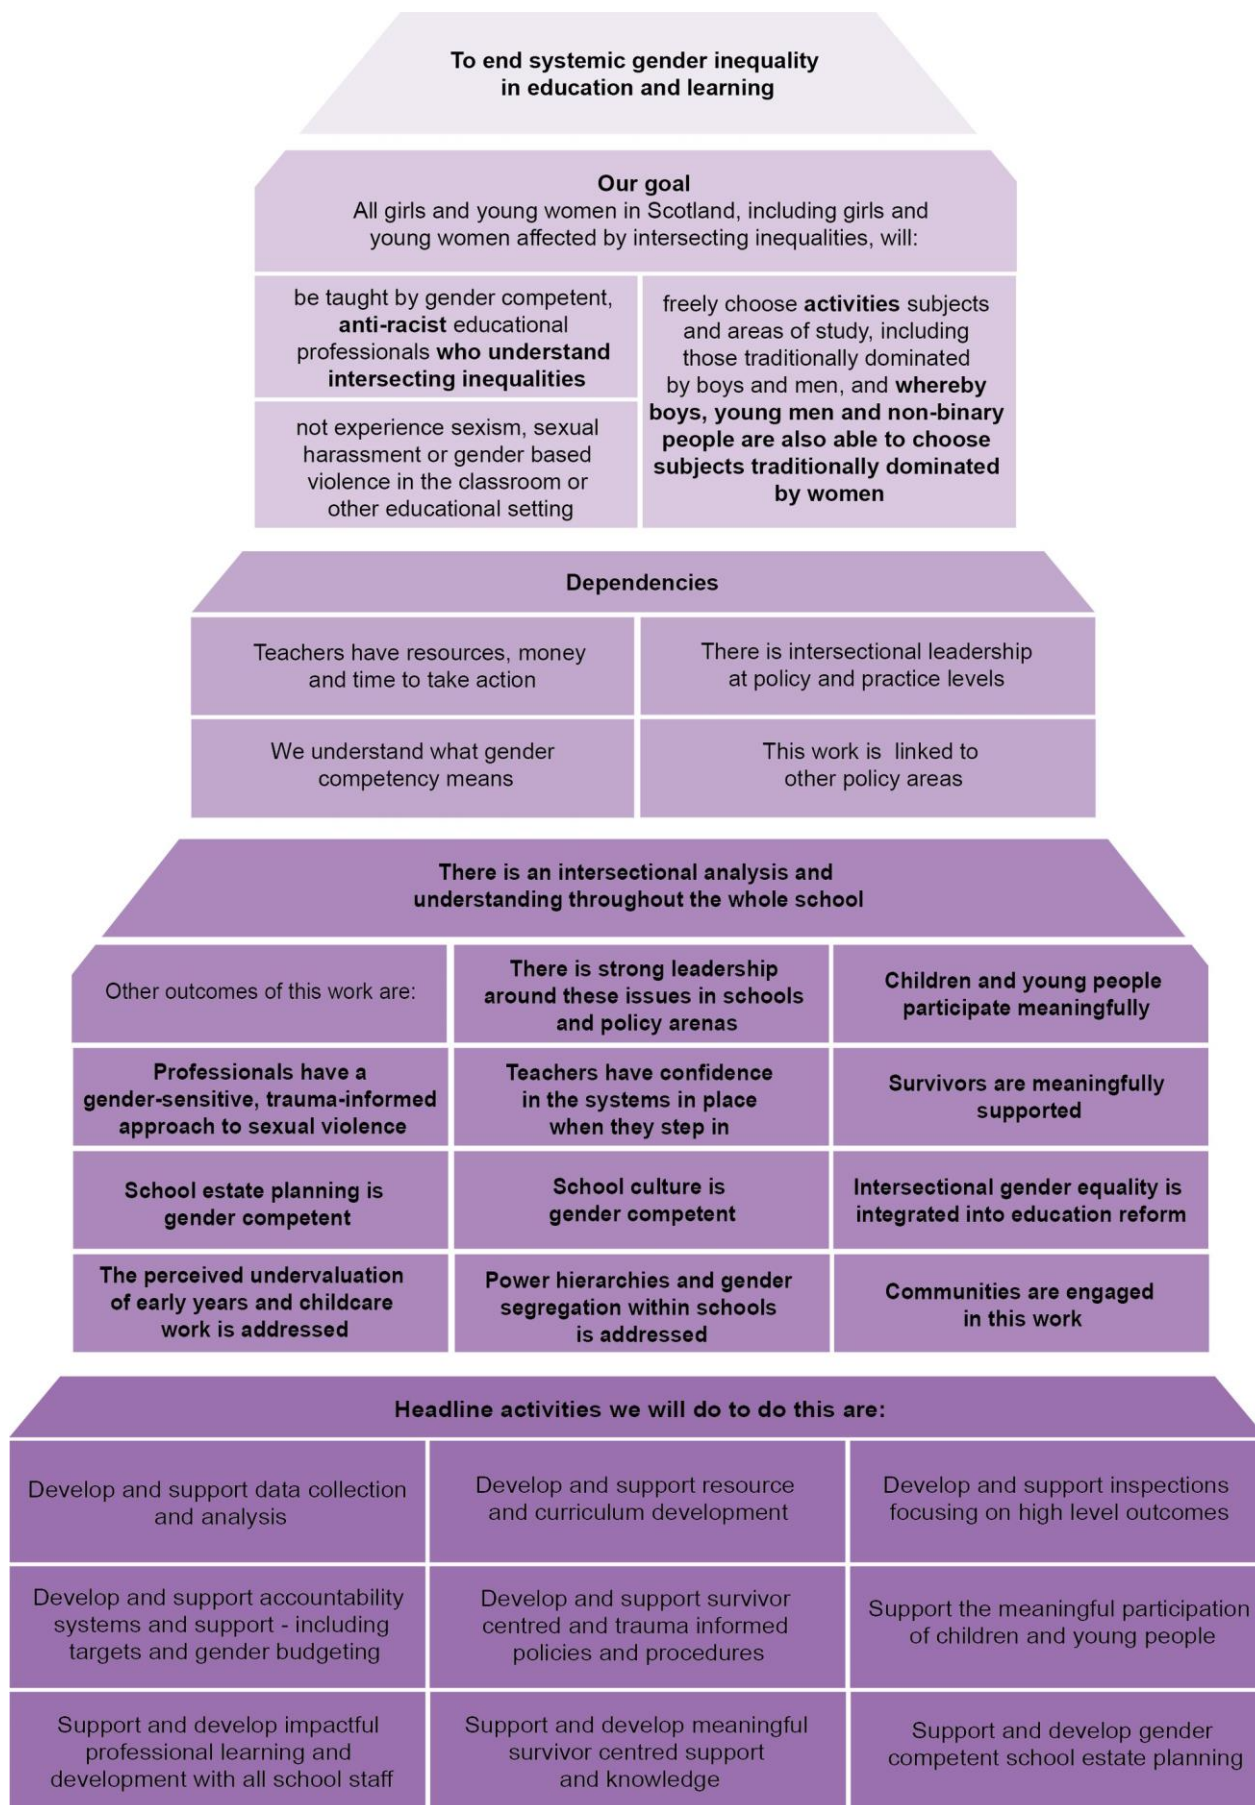 To end systemic gender inequality
in education and learning
Our goal
All girls and young women in Scotland, including girls and
young women affected by intersecting inequalities, will:
be taught by gender competent,
anti-racist educational
professionals who understand
intersecting inequalities
not experience sexism, sexual
harassment or gender based
violence in the classroom or
other educational setting
freely choose activities subjects
and areas of study, including
those traditionally dominated
by boys and men, and whereby
boys, young men and non-binary
people are also able to choose
subjects traditionally dominated
by women
Dependencies
Teachers have resources, money
and time to take action
There is intersectional leadership
at policy and practice levels
We understand what gender
competency means
This work is linked to
other policy areas
There is an intersectional analysis and
understanding throughout the whole school
Other outcomes of this work are:
There is strong leadership
around these issues in schools
and policy arenas
Children and young people
participate meaningfully
Professionals have a
gender-sensitive, trauma-informed
approach to sexual violence
Teachers have confidence
in the systems in place
when they step in
Survivors are meaningfully
supported
School estate planning is
gender competent
School culture is
gender competent
Intersectional gender equality is
integrated into education reform
The perceived undervaluation
of early years and childcare
work is addressed
Power hierarchies and gender
segregation within schools
is addressed
Communities are engaged
in this work
Headline activities we will do to do this are:
Develop and support data collection
and analysis
Develop and support resource
and curriculum development
Develop and support inspections
focusing on high level outcomes
Develop and support accountability
systems and support - including
targets and gender budgeting
Develop and support survivor
centred and trauma informed
policies and procedures
Support the meaningful participation
of children and young people
Support and develop impactful
professional learning and
development with all school staff
Support and develop meaningful
survivor centred support
and knowledge
Support and develop gender
competent school estate planning